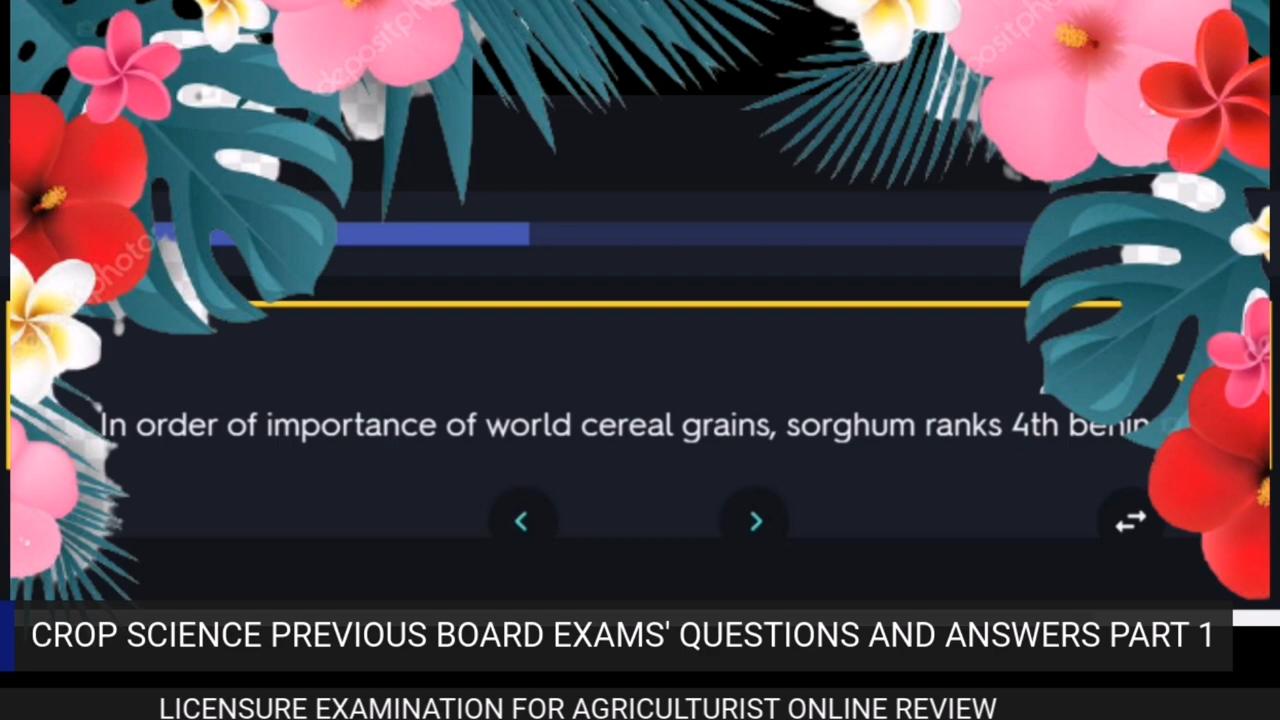 In order of importance of world cereal grains, sorghum ranks 4th
CROP SCIENCE PREVIOUS BOARD EXAMS' QUESTIONS AND ANSWERS PART 1
LICENSURE EXAMINATION FOR AGRICULTURIST ONLINE REVIEW